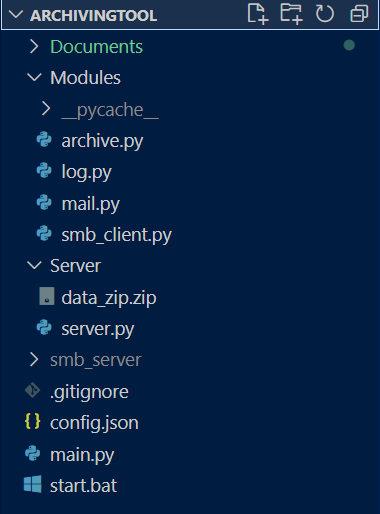 ARCHIVINGTOOL
Documents
Modules
__pycache__
archive.py
log.py
mail.py
smb_client.py
Server
data_zip.zip
server.py
smb_server
.gitignore
{} config.json
main.py
start.bat